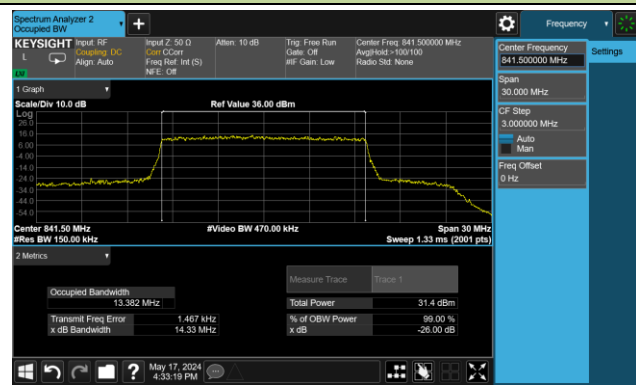 Spectrum Analyzer 2
Occupied BW
Frequency
KEYSIGHT
L
Input: RF
Coupling: DC
Align: Auto
Input Z: 50 Ω
Corr CCorr
Freq Ref: Int (S)
NFE: Off
Atten: 10 dB
Trig: Free Run
Gate: Off
#IF Gain: Low
Center Freq: 841.500000 MHz
Avg|Hold:>100/100
Radio Std: None
Center Frequency
841.500000 MHz
Settings
Span
30.000 MHz
CF Step
3.000000 MHz
Auto
Man
Freq Offset
0 Hz
1 Graph
Scale/Div 10.0 dB
Ref Value 36.00 dBm
Log
26.0
16.0
6.00
-4.00
-14.0
-24.0
-34.0
-44.0
-54.0
Center 841.50 MHz
#Video BW 470.00 kHz
Span 30 MHz
#Res BW 150.00 kHz
Sweep 1.33 ms (2001 pts)
2 Metrics
Measure Trace
Trace 1
Occupied Bandwidth
13.382 MHz
Total Power
31.4 dBm
Transmit Freq Error
1.467 kHz
% of OBW Power
99.00 %
x dB Bandwidth
14.33 MHz
x dB
-26.00 dB
May 17, 2024
4:33:19 PM